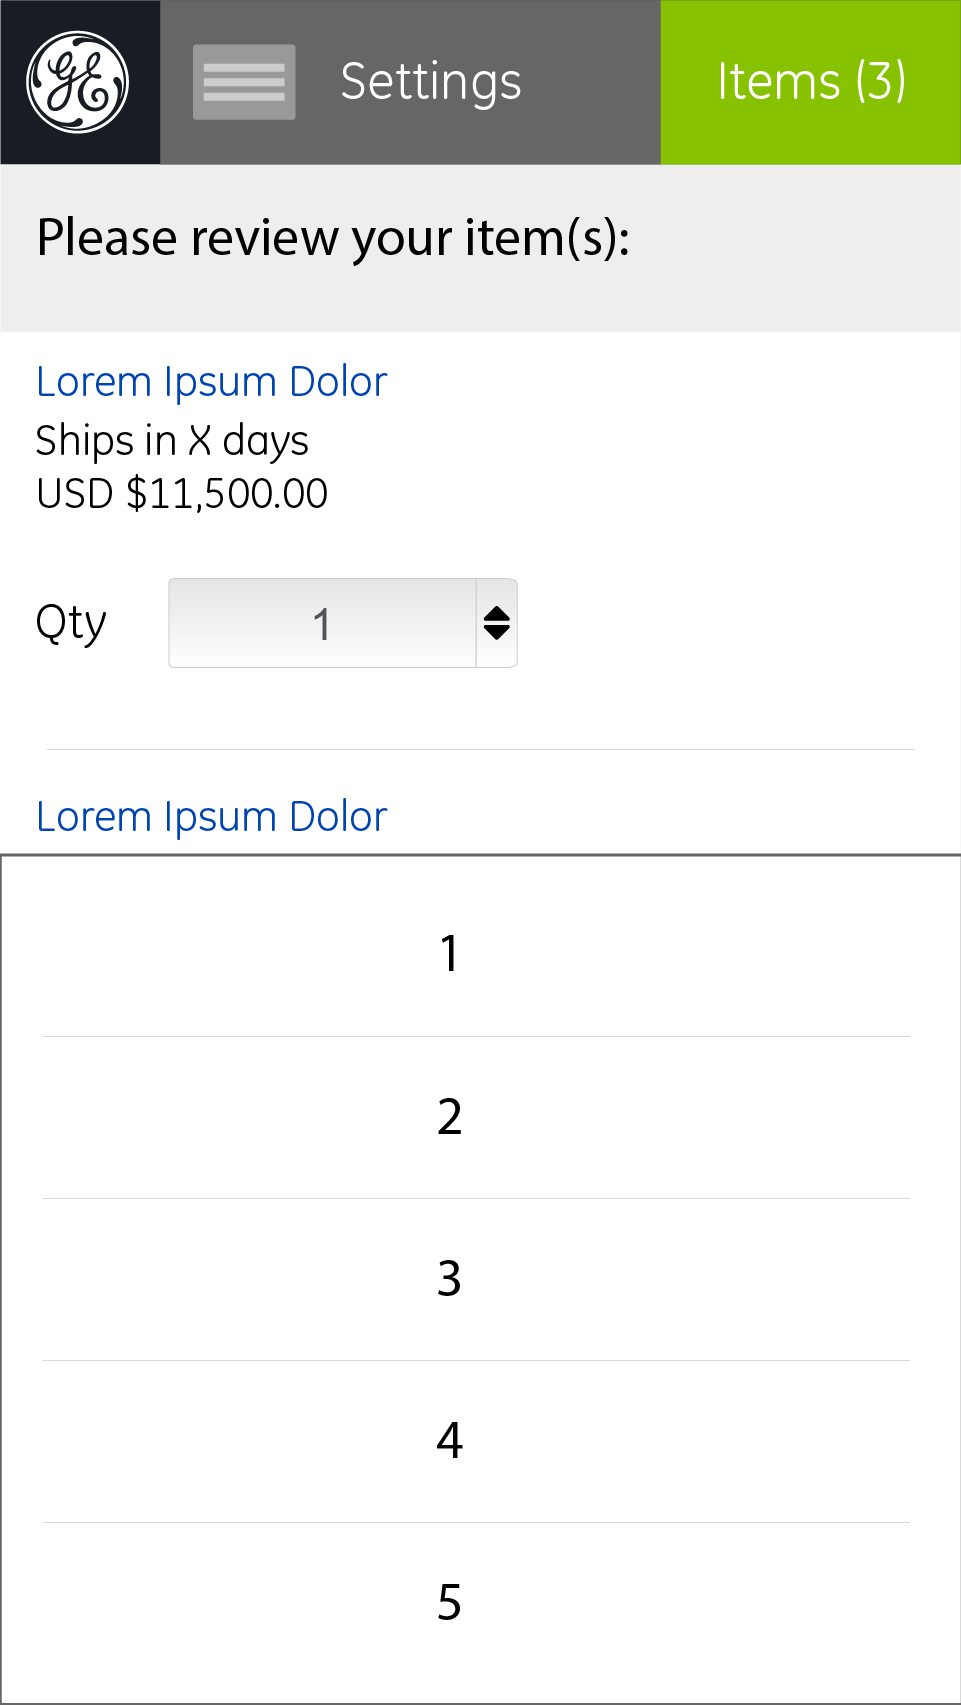 GE
Settings
Items (3)
Please review your item(s):
Lorem Ipsum Dolor
Ships in X days
USD $11,500.00
Qty
1
Lorem Ipsum Dolor
1
2
3
4
5